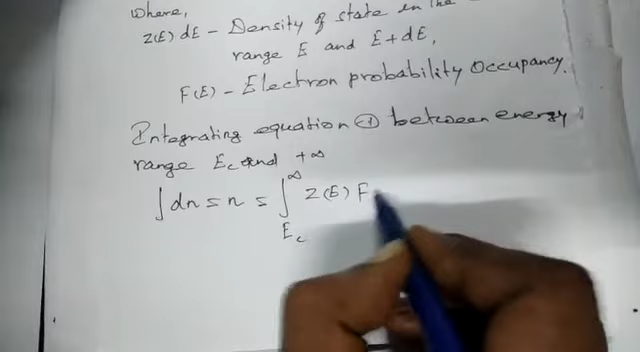 where,
Z(E) dE - Density of state in the
range E and E+dE,
F(E) - Electron probability Occupancy.
Integrating equation ① between energy
range Ec and +∞
∫dn = n = ∫Ec^∞ Z(E) F